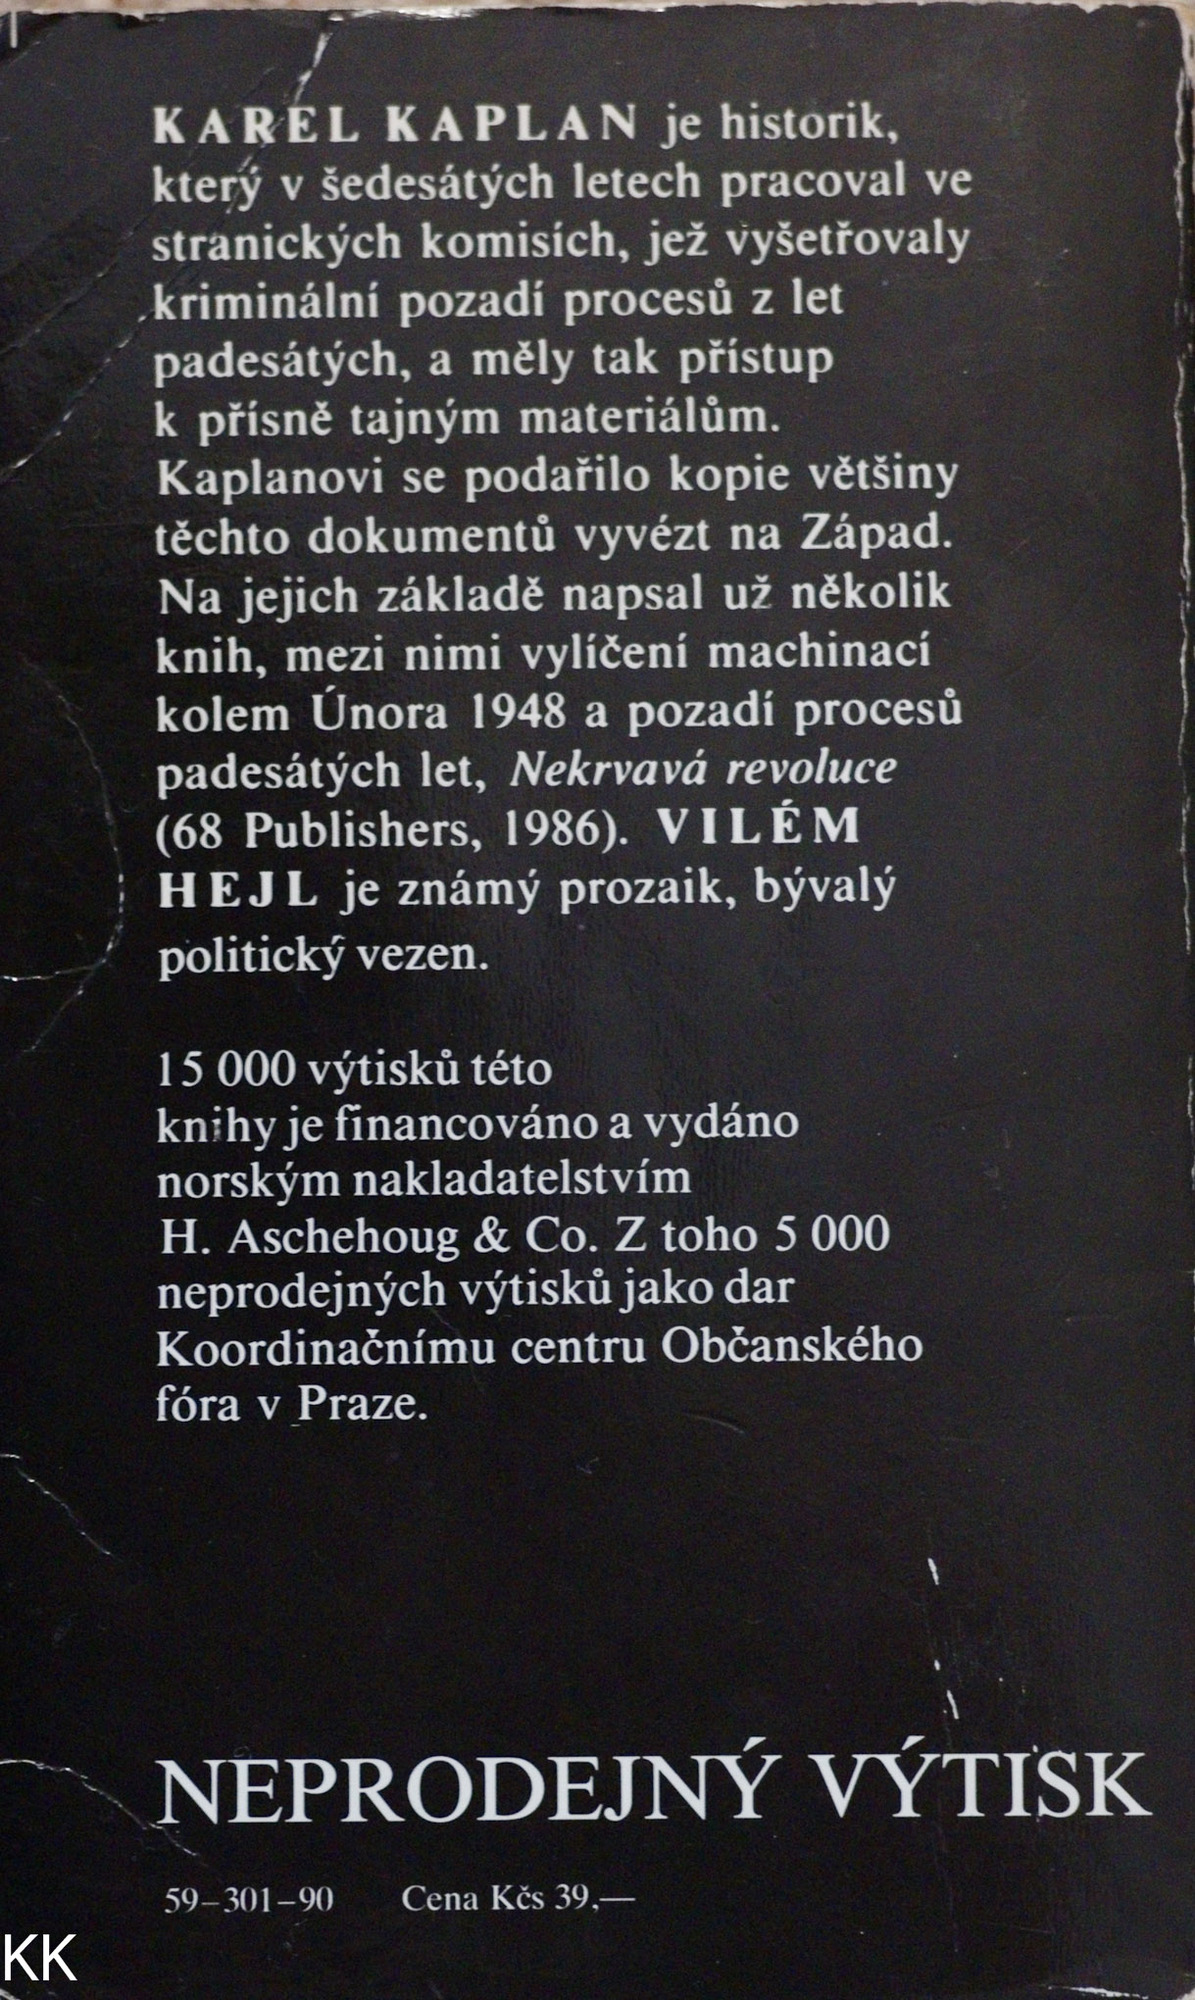 KAREL KAPLAN je historik,
který v šedesátých letech pracoval ve
stranických komisích, jež vyšetřovaly
kriminální pozadí procesů z let
padesátých, a měly tak přístup
k přísně tajným materiálům.
Kaplanovi se podařilo kopie většiny
těchto dokumentů vyvézt na Západ.
Na jejich základě napsal už několik
knih, mezi nimi vylíčení machinací
kolem Února 1948 a pozadí procesů
padesátých let, Nekrvavá revoluce
(68 Publishers, 1986). VILÉM
HEJL je známý prozaik, bývalý
politický vezen.
15 000 výtisků této
knihy je financováno a vydáno
norským nakladatelstvím
H. Aschehoug & Co. Z toho 5 000
neprodejných výtisků jako dar
Koordinačnímu centru Občanského
fóra v Praze.
NEPRODEJNÝ VÝTISK
59–301–90 Cena Kčs 39,—
KK